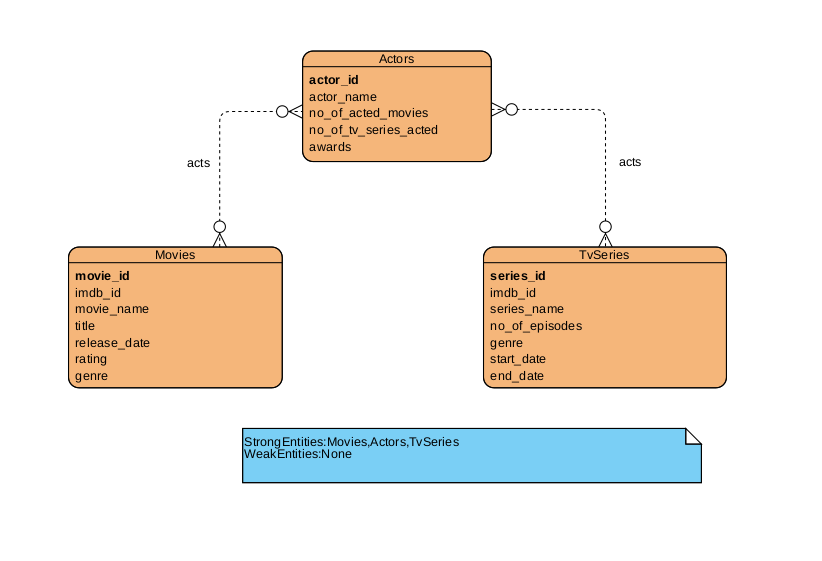 Actors
actor_id
actor_name
no_of_acted_movies
no_of_tv_series_acted
awards
acts
acts
Movies
movie_id
imdb_id
movie_name
title
release_date
rating
genre
TvSeries
series_id
imdb_id
series_name
no_of_episodes
genre
start_date
end_date
StrongEntities:Movies,Actors,TvSeries
WeakEntities:None